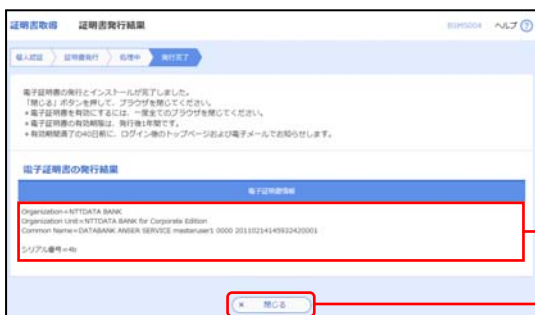 証明書取得 証明書発行結果 BSMS004 ヘルプ ?
個人認証 証明書発行 処理中 発行完了
電子証明書の発行とインストールが完了しました。
「閉じる」ボタンを押して、ブラウザを閉じてください。
*電子証明書を有効にするには、一度全てのブラウザを閉じてください。
*電子証明書の有効期限は、発行後1年間です。
*有効期間満了の40日前に、ログイン後のトップページおよび電子メールでお知らせします。
電子証明書の発行結果
電子証明書情報
Organization=NTTDATA BANK
Organization Unit=NTTDATA BANK for Corporate Edition
Common Name=DATABANK ANSER SERVICE masteruser1 0000 20110214145932420001
シリアル番号=4b
× 閉じる